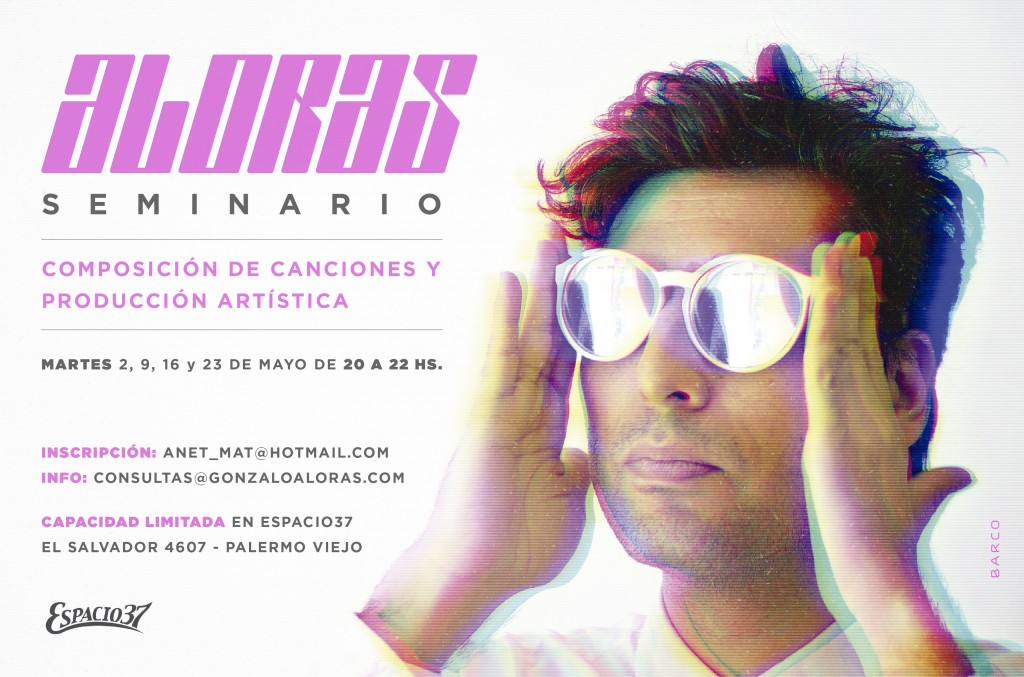 ALORAS
SEMINARIO
COMPOSICIÓN DE CANCIONES Y
PRODUCCIÓN ARTÍSTICA
MARTES 2, 9, 16 y 23 DE MAYO DE 20 A 22 HS.
INSCRIPCIÓN: ANET_MAT@HOTMAIL.COM
INFO: CONSULTAS@GONZALOALORAS.COM
CAPACIDAD LIMITADA EN ESPACIO37
EL SALVADOR 4607 - PALERMO VIEJO
ESPACIO37
BARCO